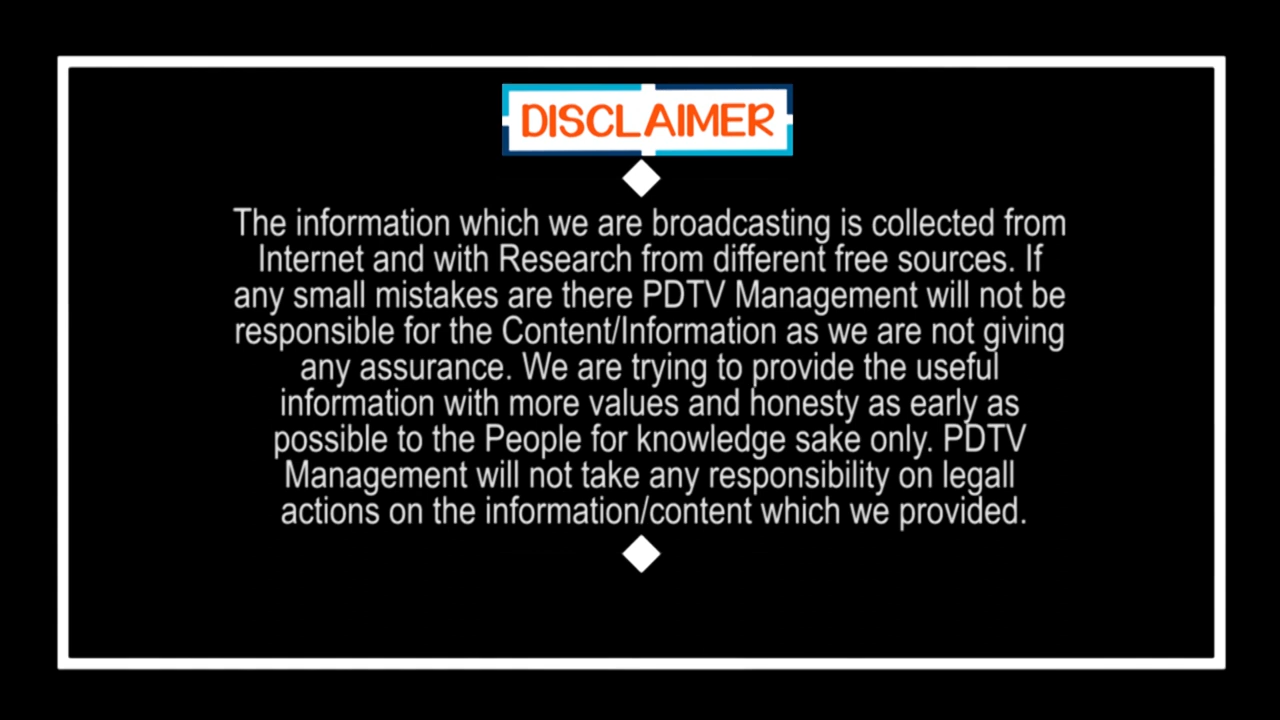 DISCLAIMER
The information which we are broadcasting is collected from
Internet and with Research from different free sources. If
any small mistakes are there PDTV Management will not be
responsible for the Content/Information as we are not giving
any assurance. We are trying to provide the useful
information with more values and honesty as early as
possible to the People for knowledge sake only. PDTV
Management will not take any responsibility on legall
actions on the information/content which we provided.